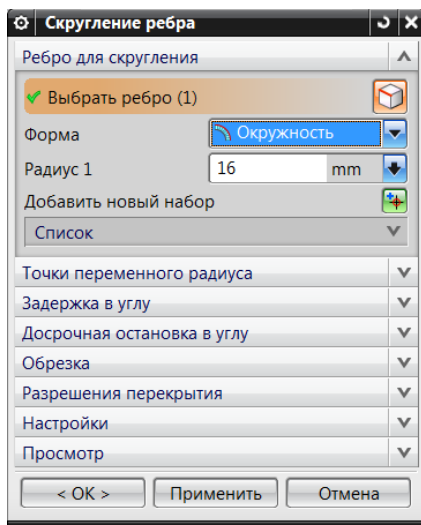 Скругление ребра
Ребро для скругления
Выбрать ребро (1)
Форма Окружность
Радиус 1 16 mm
Добавить новый набор
Список
Точки переменного радиуса
Задержка в углу
Досрочная остановка в углу
Обрезка
Разрешения перекрытия
Настройки
Просмотр
< OK > Применить Отмена